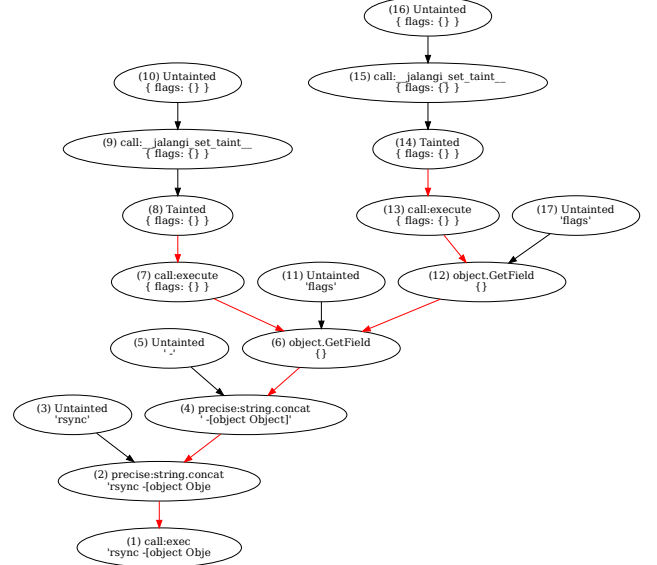 (16) Untainted
{ flags: {} }
(15) call:__jalangi_set_taint__
{ flags: {} }
(10) Untainted
{ flags: {} }
(14) Tainted
{ flags: {} }
(9) call:__jalangi_set_taint__
{ flags: {} }
(13) call:execute
{ flags: {} }
(17) Untainted
'flags'
(8) Tainted
{ flags: {} }
(7) call:execute
{ flags: {} }
(11) Untainted
'flags'
(12) object.GetField
{}
(6) object.GetField
{}
(5) Untainted
' -'
(4) precise:string.concat
' -[object Object]'
(3) Untainted
'rsync'
(2) precise:string.concat
'rsync -[object Obje
(1) call:exec
'rsync -[object Obje